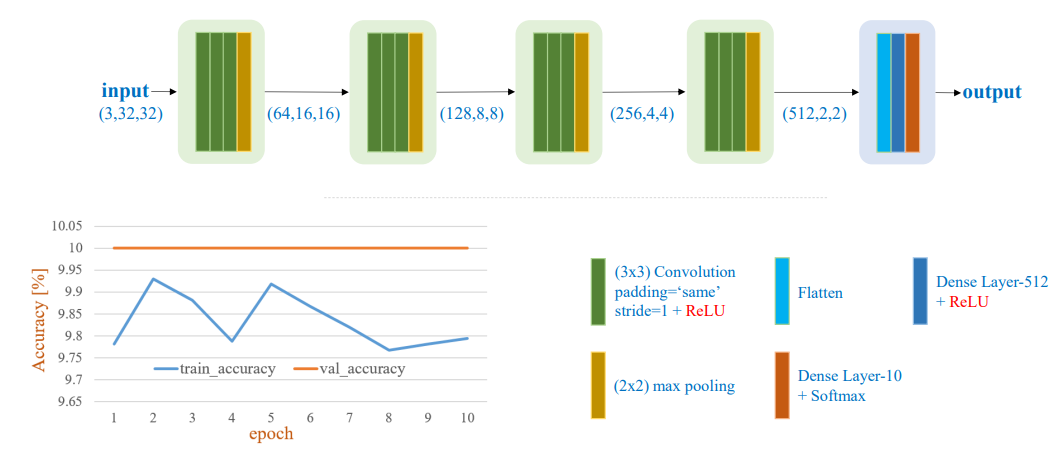 input
(3,32,32)
(64,16,16)
(128,8,8)
(256,4,4)
(512,2,2)
output
Accuracy [%]
10.05
10
9.95
9.9
9.85
9.8
9.75
9.7
9.65
train_accuracy
val_accuracy
1 2 3 4 5 6 7 8 9 10
epoch
(3x3) Convolution
padding=‘same’
stride=1 + ReLU
Flatten
Dense Layer-512
+ ReLU
(2x2) max pooling
Dense Layer-10
+ Softmax